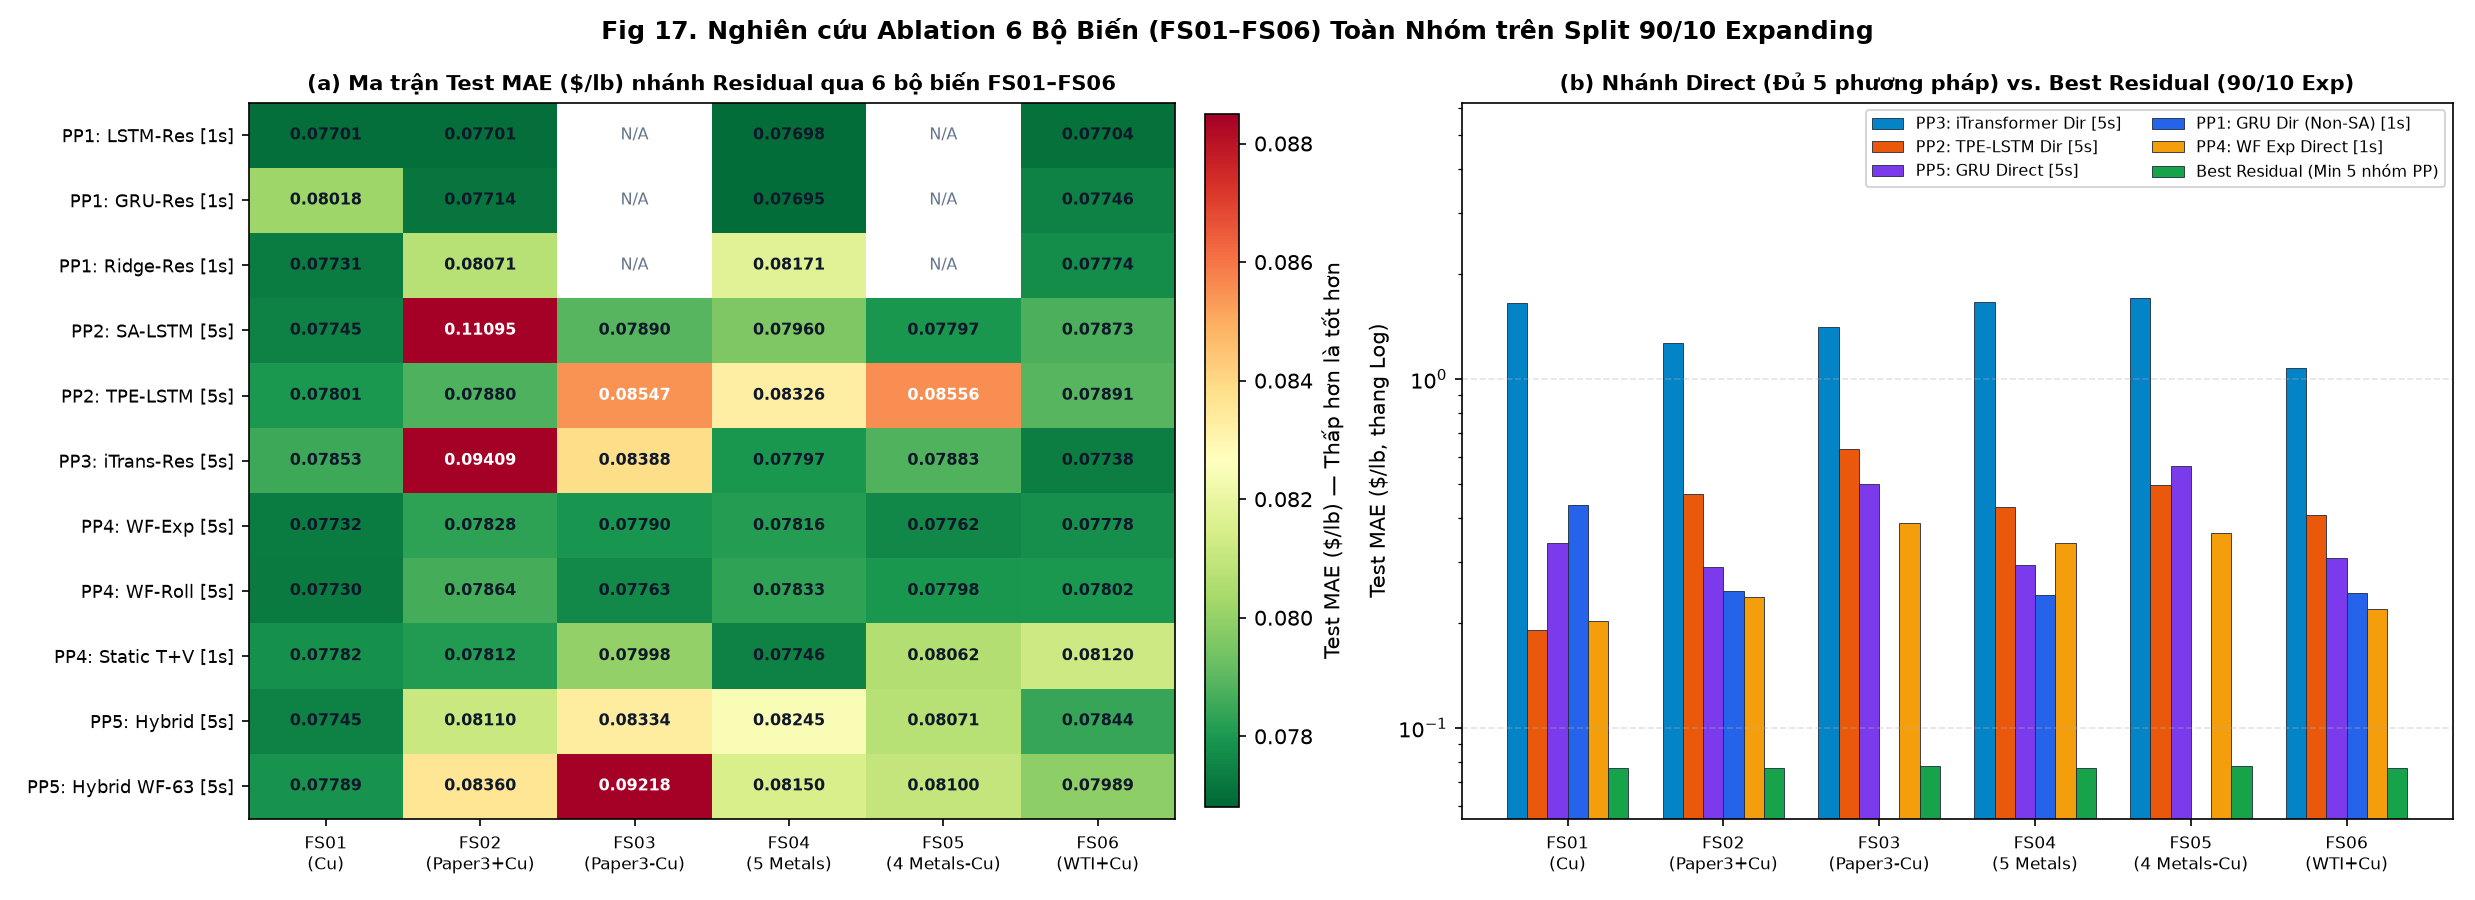 Fig 17. Nghiên cứu Ablation 6 Bộ Biến (FS01–FS06) Toàn Nhóm trên Split 90/10 Expanding
(a) Ma trận Test MAE ($/lb) nhánh Residual qua 6 bộ biến FS01–FS06
PP1: LSTM-Res [1s] 0.07701 0.07701 N/A 0.07698 N/A 0.07704
PP1: GRU-Res [1s] 0.08018 0.07714 N/A 0.07695 N/A 0.07746
PP1: Ridge-Res [1s] 0.07731 0.08071 N/A 0.08171 N/A 0.07774
PP2: SA-LSTM [5s] 0.07745 0.11095 0.07890 0.07960 0.07797 0.07873
PP2: TPE-LSTM [5s] 0.07801 0.07880 0.08547 0.08326 0.08556 0.07891
PP3: iTrans-Res [5s] 0.07853 0.09409 0.08388 0.07797 0.07883 0.07738
PP4: WF-Exp [5s] 0.07732 0.07828 0.07790 0.07816 0.07762 0.07778
PP4: WF-Roll [5s] 0.07730 0.07864 0.07763 0.07833 0.07798 0.07802
PP4: Static T+V [1s] 0.07782 0.07812 0.07998 0.07746 0.08062 0.08120
PP5: Hybrid [5s] 0.07745 0.08110 0.08334 0.08245 0.08071 0.07844
PP5: Hybrid WF-63 [5s] 0.07789 0.08360 0.09218 0.08150 0.08100 0.07989
FS01 FS02 FS03 FS04 FS05 FS06
(Cu) (Paper3+Cu) (Paper3-Cu) (5 Metals) (4 Metals-Cu) (WTI+Cu)
0.088
0.086
0.084
0.082
0.080
0.078
Test MAE ($/lb) — Thấp hơn là tốt hơn
(b) Nhánh Direct (Đủ 5 phương pháp) vs. Best Residual (90/10 Exp)
PP3: iTransformer Dir [5s]
PP2: TPE-LSTM Dir [5s]
PP5: GRU Direct [5s]
PP1: GRU Dir (Non-SA) [1s]
PP4: WF Exp Direct [1s]
Best Residual (Min 5 nhóm PP)
Test MAE ($/lb, thang Log)
10⁰
10⁻¹
FS01 FS02 FS03 FS04 FS05 FS06
(Cu) (Paper3+Cu) (Paper3-Cu) (5 Metals) (4 Metals-Cu) (WTI+Cu)